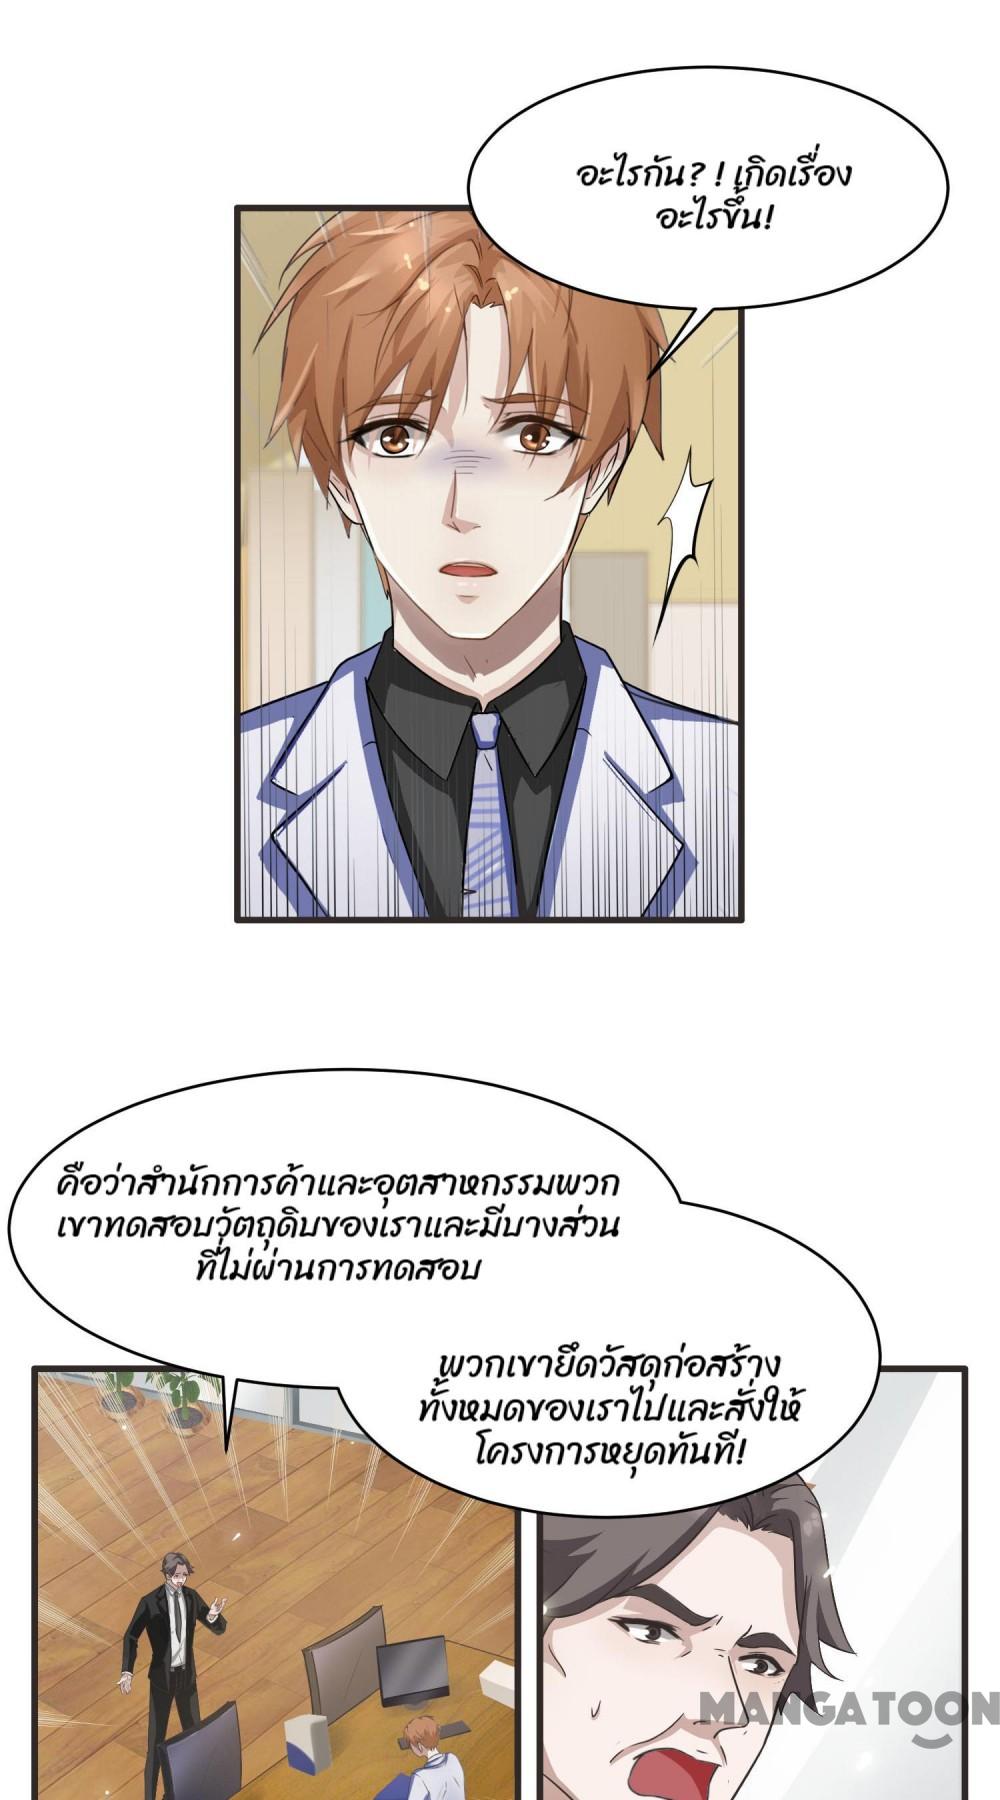 อะไรกัน?! เกิดเรื่อง
อะไรขึ้น!
คือว่าสำนักการค้าและอุตสาหกรรมพวก
เขาทดสอบวัตถุดิบของเราและมีบางส่วน
ที่ไม่ผ่านการทดสอบ
พวกเขายึดวัสดุก่อสร้าง
ทั้งหมดของเราไปและสั่งให้
โครงการหยุดทันที!
MANGATOON